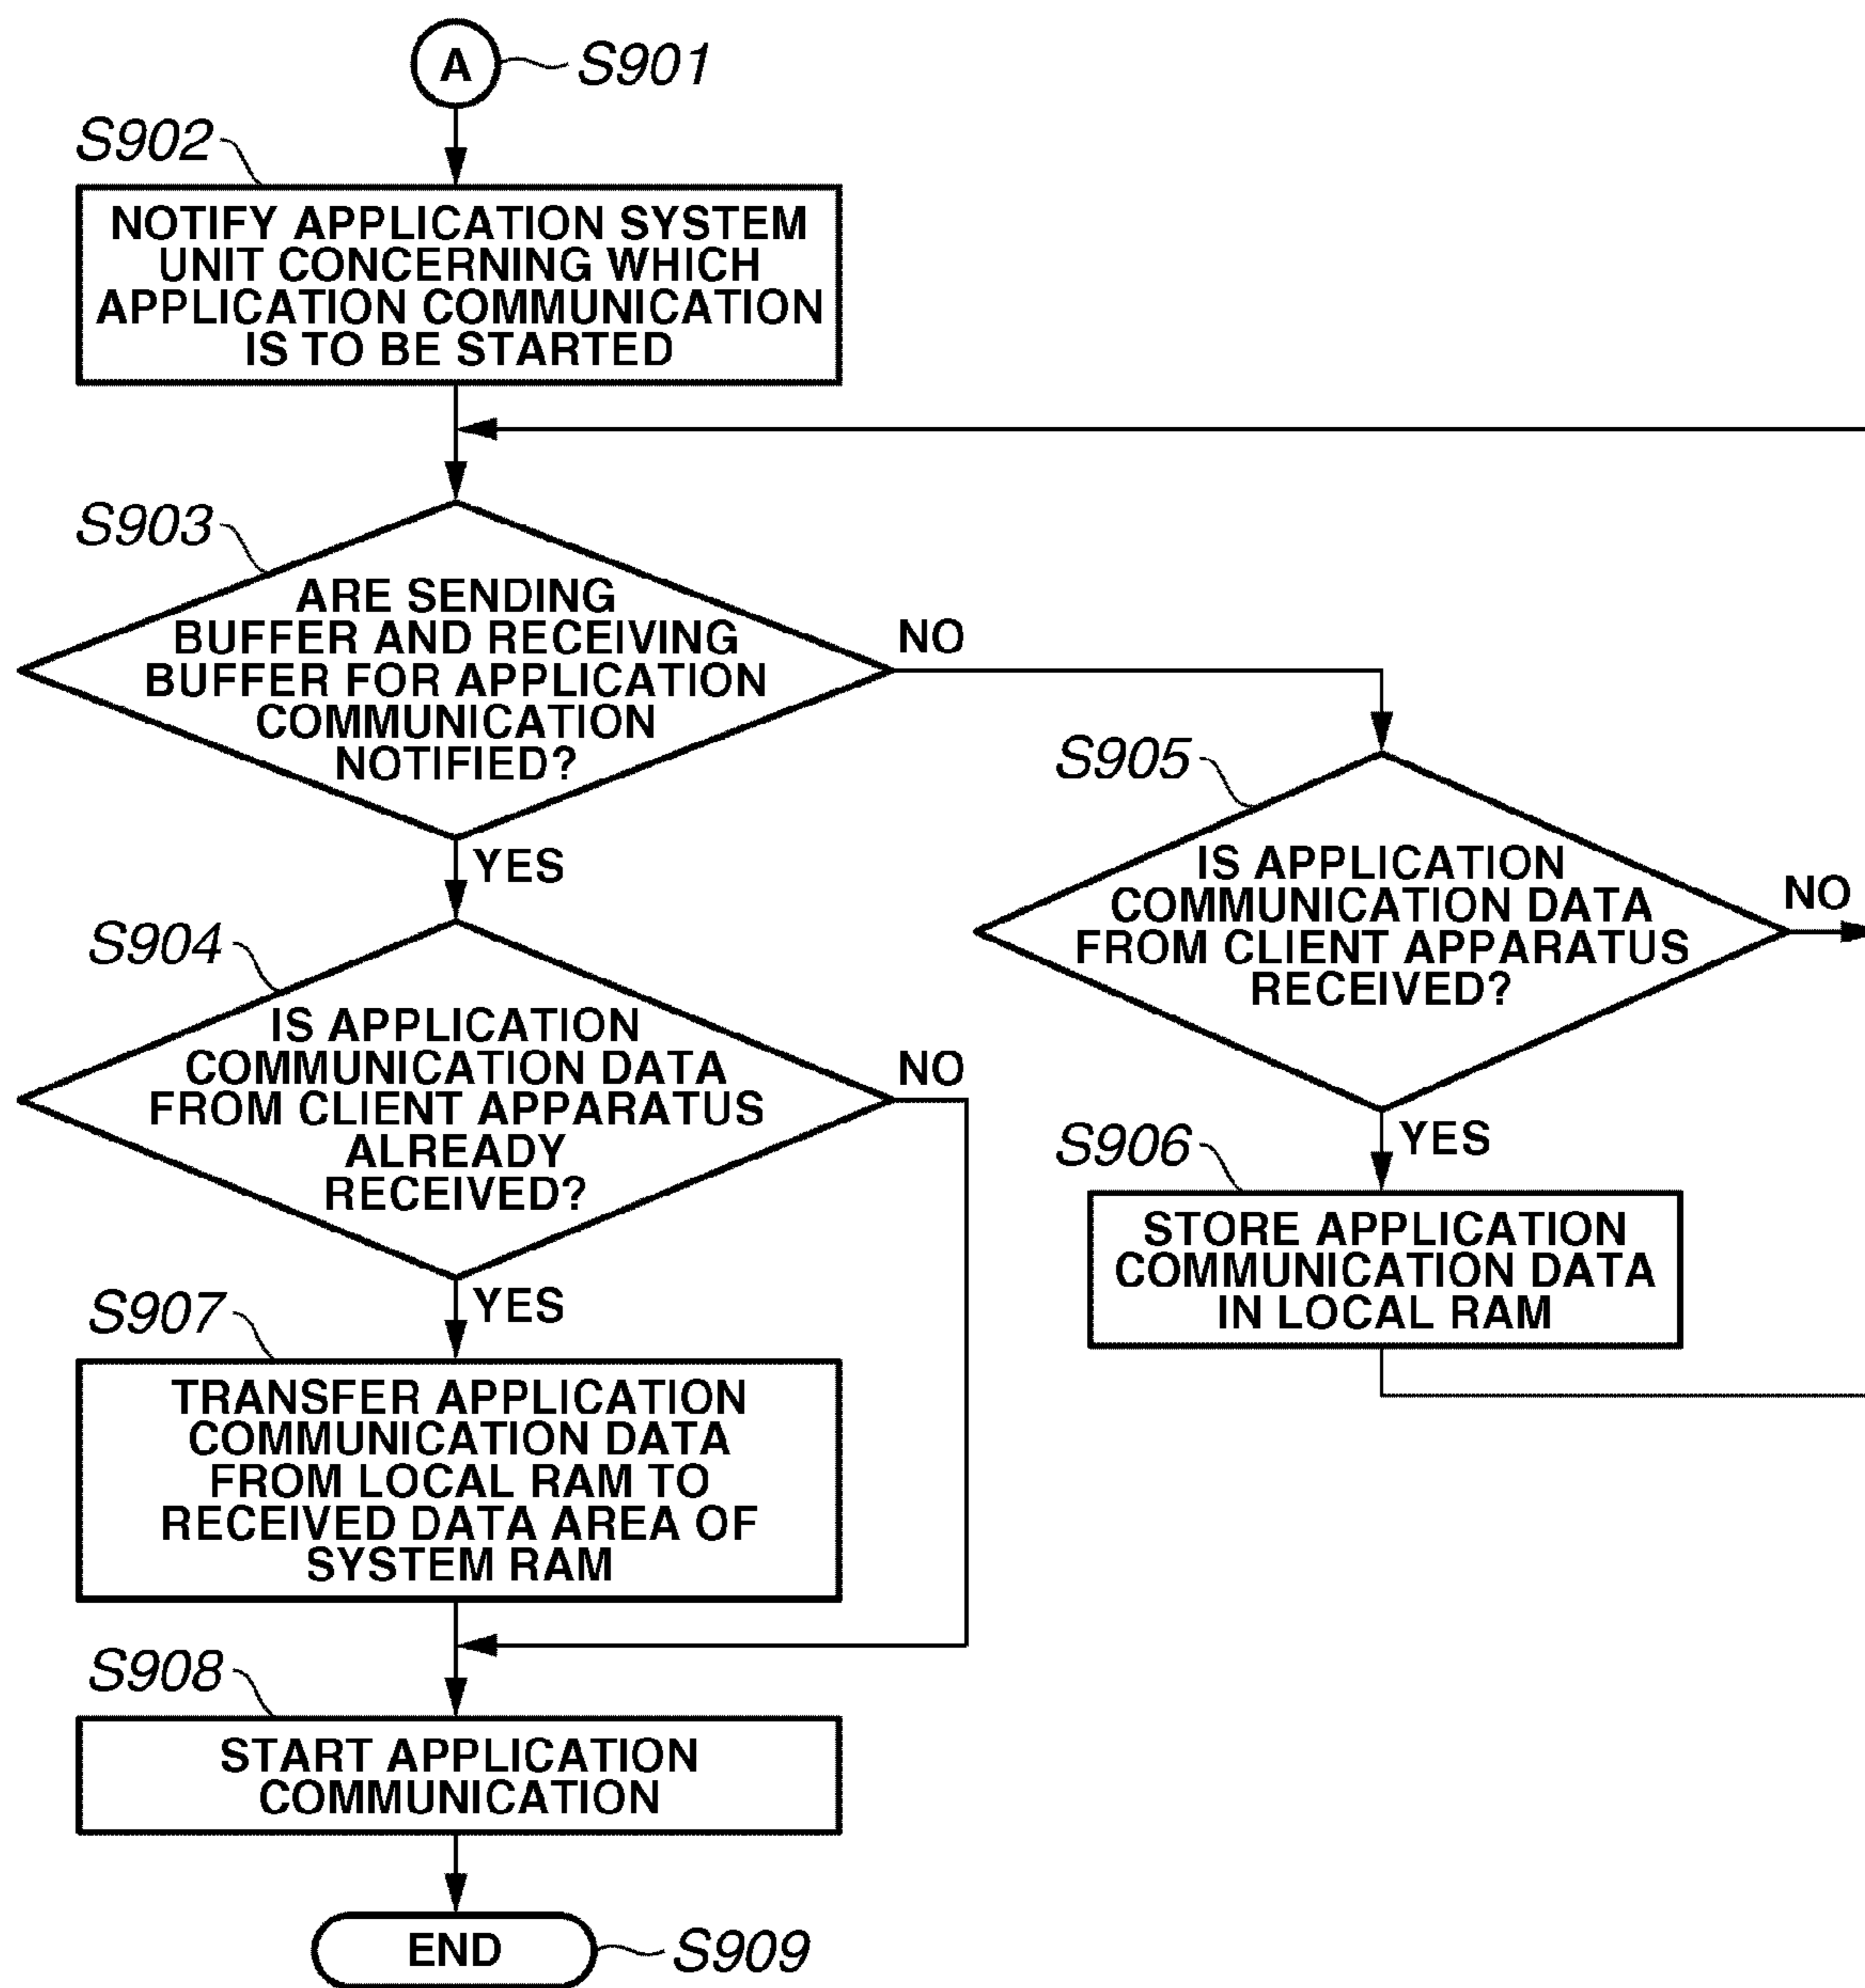 A
S901
S902
NOTIFY APPLICATION SYSTEM
UNIT CONCERNING WHICH
APPLICATION COMMUNICATION
IS TO BE STARTED
S903
ARE SENDING
BUFFER AND RECEIVING
BUFFER FOR APPLICATION
COMMUNICATION
NOTIFIED?
NO
YES
S905
IS APPLICATION
COMMUNICATION DATA
FROM CLIENT APPARATUS
RECEIVED?
NO
YES
S904
IS APPLICATION
COMMUNICATION DATA
FROM CLIENT APPARATUS
ALREADY
RECEIVED?
NO
YES
S906
STORE APPLICATION
COMMUNICATION DATA
IN LOCAL RAM
S907
TRANSFER APPLICATION
COMMUNICATION DATA
FROM LOCAL RAM TO
RECEIVED DATA AREA OF
SYSTEM RAM
S908
START APPLICATION
COMMUNICATION
END
S909